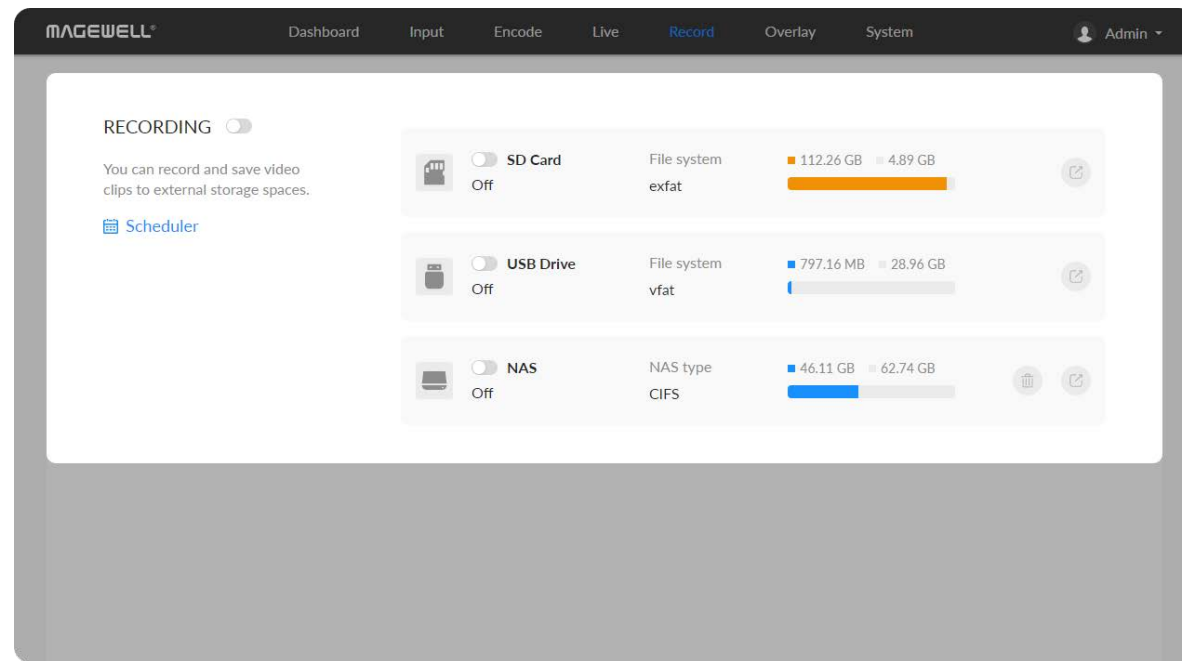 MAGEWELL®
Dashboard Input Encode Live Record Overlay System Admin
RECORDING
You can record and save video
clips to external storage spaces.
Scheduler
SD Card File system 112.26 GB 4.89 GB
Off exfat
USB Drive File system 797.16 MB 28.96 GB
Off vfat
NAS NAS type 46.11 GB 62.74 GB
Off CIFS